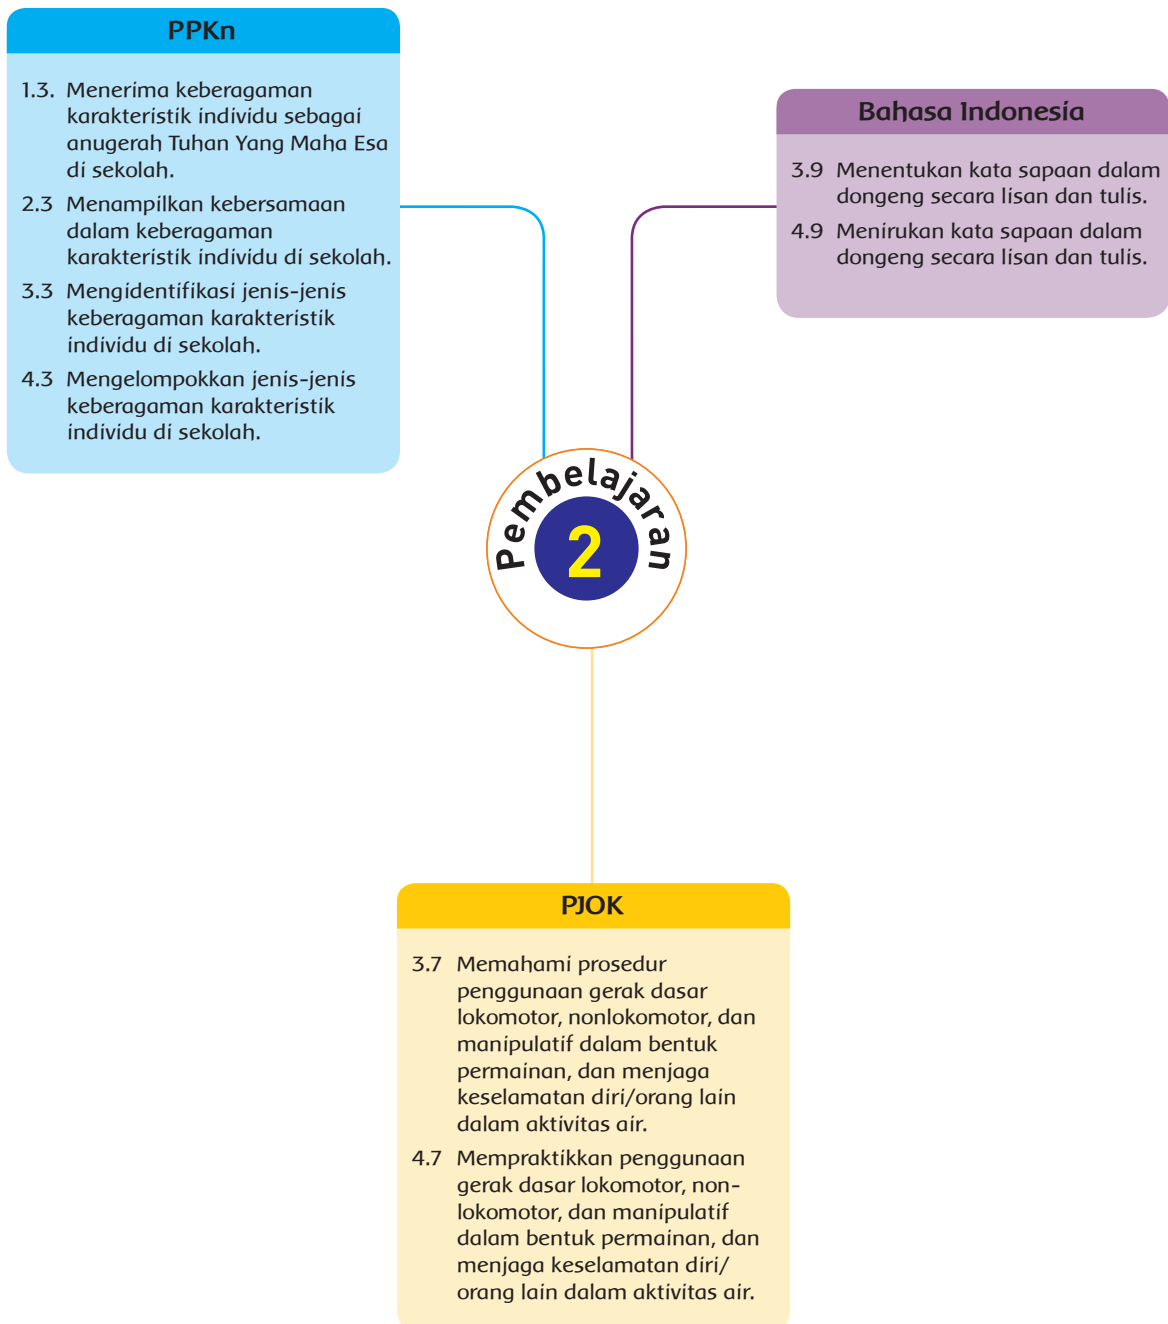 PPKn
1.3. Menerima keberagaman
karakteristik individu sebagai
anugerah Tuhan Yang Maha Esa
di sekolah.
2.3 Menampilkan kebersamaan
dalam keberagaman
karakteristik individu di sekolah.
3.3 Mengidentifikasi jenis-jenis
keberagaman karakteristik
individu di sekolah.
4.3 Mengelompokkan jenis-jenis
keberagaman karakteristik
individu di sekolah.
Bahasa Indonesia
3.9 Menentukan kata sapaan dalam
dongeng secara lisan dan tulis.
4.9 Menirukan kata sapaan dalam
dongeng secara lisan dan tulis.
Pembelajaran
2
PJOK
3.7 Memahami prosedur
penggunaan gerak dasar
lokomotor, nonlokomotor, dan
manipulatif dalam bentuk
permainan, dan menjaga
keselamatan diri/orang lain
dalam aktivitas air.
4.7 Mempraktikkan penggunaan
gerak dasar lokomotor, non-
lokomotor, dan manipulatif
dalam bentuk permainan, dan
menjaga keselamatan diri/
orang lain dalam aktivitas air.